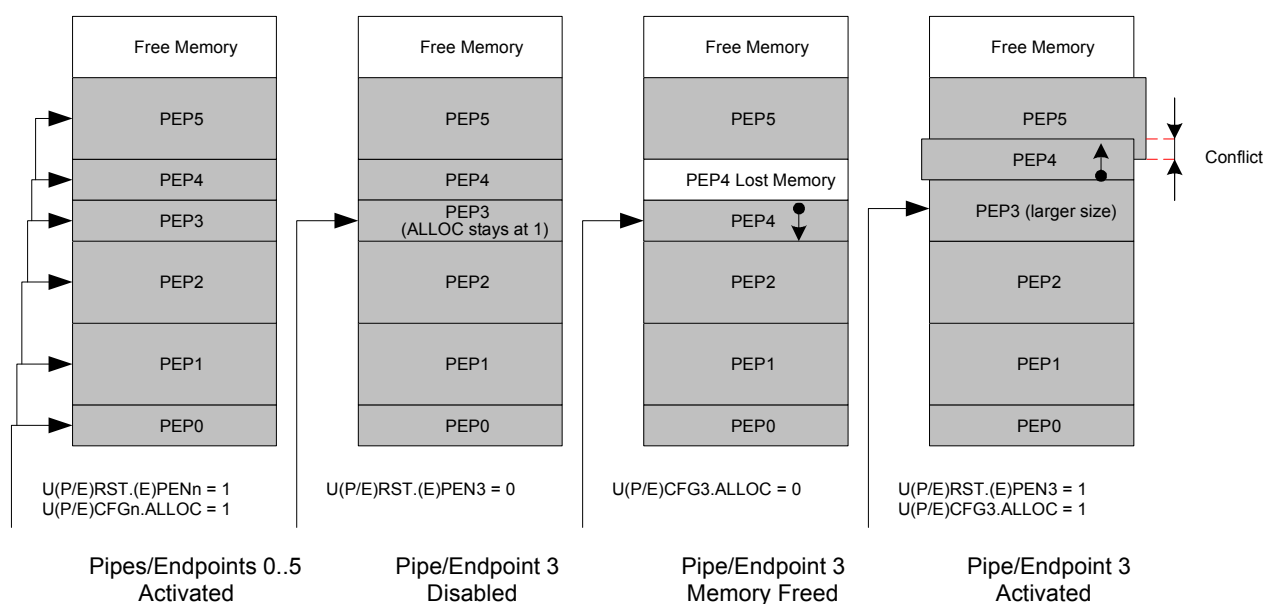 Free Memory
PEP5
PEP4
PEP3
PEP2
PEP1
PEP0
U(P/E)RST.(E)PENn = 1
U(P/E)CFGn.ALLOC = 1
Pipes/Endpoints 0..5
Activated
Free Memory
PEP5
PEP4
PEP3
(ALLOC stays at 1)
PEP2
PEP1
PEP0
U(P/E)RST.(E)PEN3 = 0
Pipe/Endpoint 3
Disabled
Free Memory
PEP5
PEP4 Lost Memory
PEP4
PEP2
PEP1
PEP0
U(P/E)CFG3.ALLOC = 0
Pipe/Endpoint 3
Memory Freed
Free Memory
PEP5
PEP4
Conflict
PEP3 (larger size)
PEP2
PEP1
PEP0
U(P/E)RST.(E)PEN3 = 1
U(P/E)CFG3.ALLOC = 1
Pipe/Endpoint 3
Activated